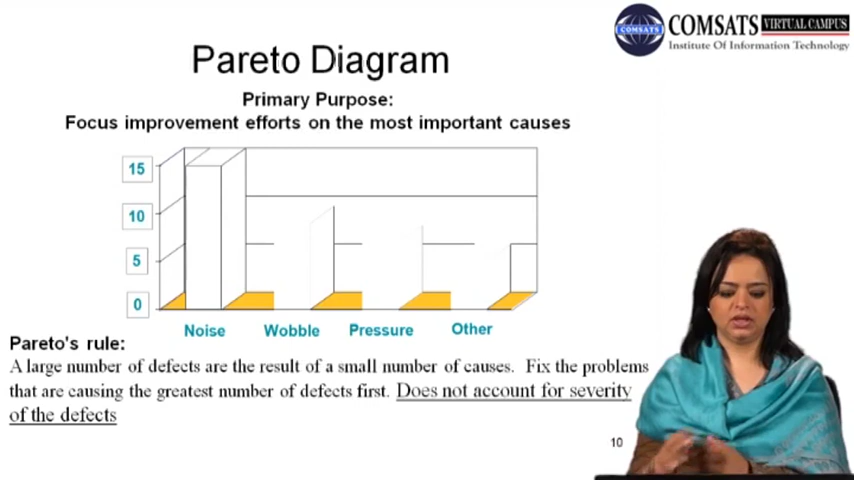 COMSATS VIRTUAL CAMPUS
COMSATS
Institute Of Information Technology
Pareto Diagram
Primary Purpose:
Focus improvement efforts on the most important causes
15
10
5
0
Noise Wobble Pressure Other
Pareto's rule:
A large number of defects are the result of a small number of causes. Fix the problems
that are causing the greatest number of defects first. Does not account for severity
of the defects
10